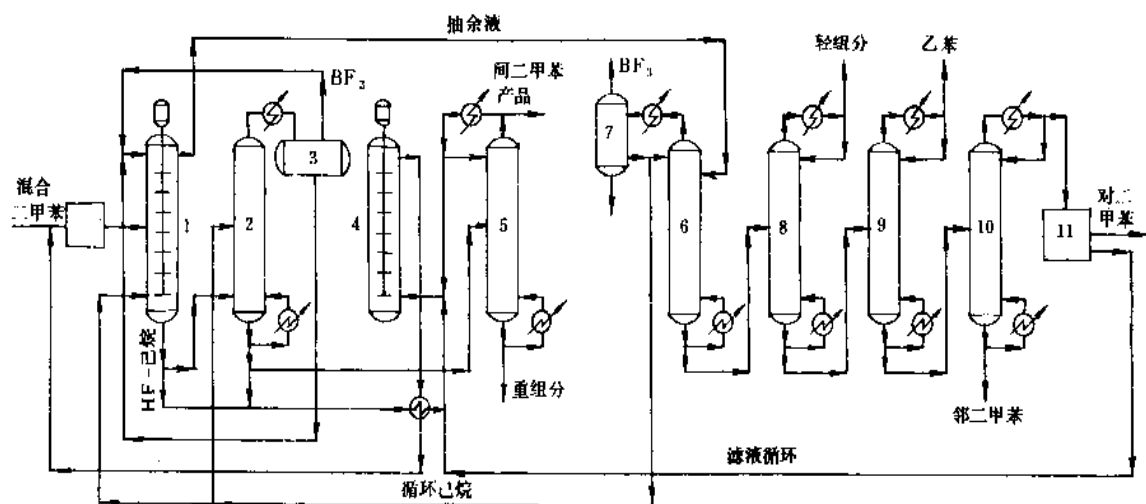 抽余液
BF₃
间二甲苯
产品
BF₃
轻组分
乙苯
混合
二甲苯
1
2
3
4
5
6
7
8
9
10
11
对二
甲苯
HF-己烷
重组分
邻二甲苯
滤液循环
循环己烷